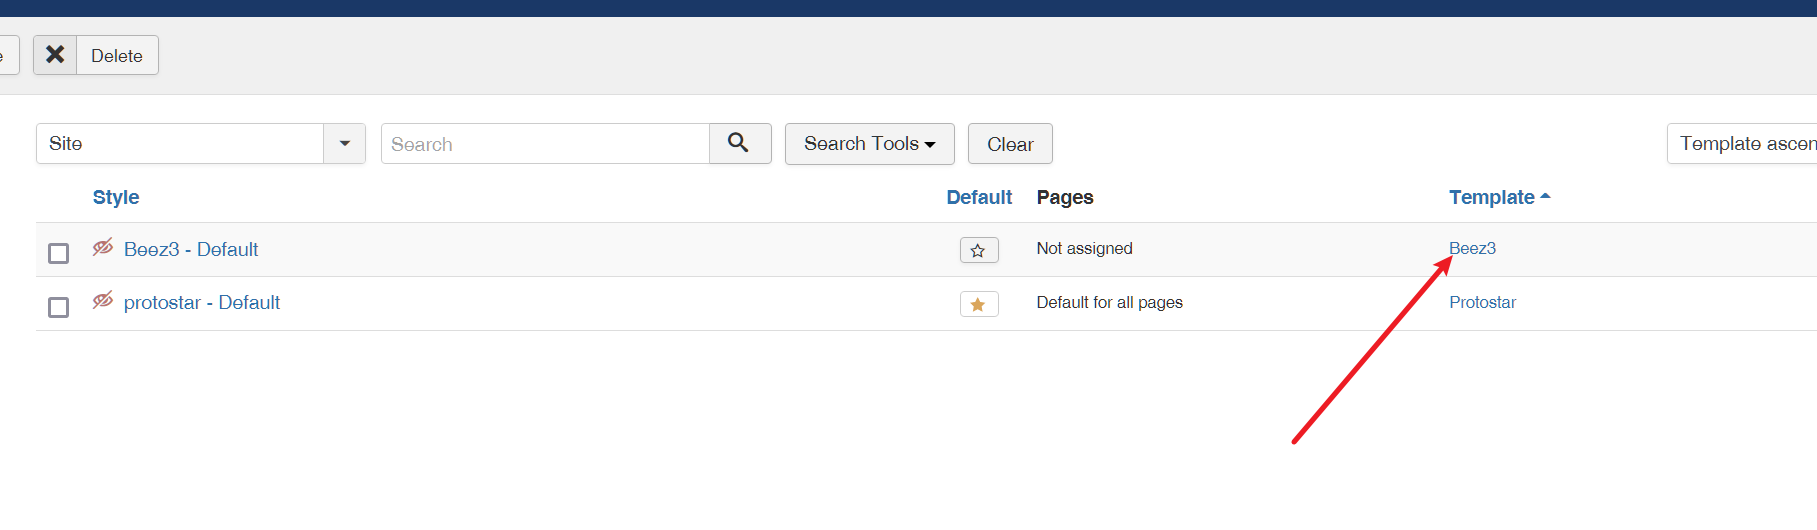 e Delete
Site Search Search Tools Clear Template ascen
Style Default Pages Template
Beez3 - Default Not assigned Beez3
protostar - Default Default for all pages Protostar